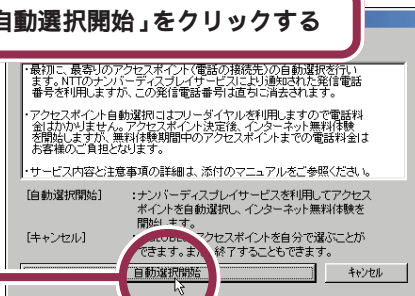 自動選択開始」をクリックする
・最初に、最寄りのアクセスポイント(電話の接続先)の自動選択を行い
ます。NTTのナンバーディスプレイサービスにより通知された発信電話
番号を利用しますが、この発信電話番号は直ちに消去されます。
・アクセスポイント自動選択にはフリーダイヤルを利用しますので電話料
金はかかりません。アクセスポイント決定後、インターネット無料体験
を開始しますが、無料体験期間中のアクセスポイントまでの電話料金は
お客様のご負担となります。
・サービス内容と注意事項の詳細は、添付のマニュアルをご参照ください。
[自動選択開始] :ナンバーディスプレイサービスを利用してアクセス
ポイントを自動選択し、インターネット無料体験を
開始します。
[キャンセル] アクセスポイントを自分で選ぶことが
できます。また 終了することもできます。
自動選択開始 キャンセル